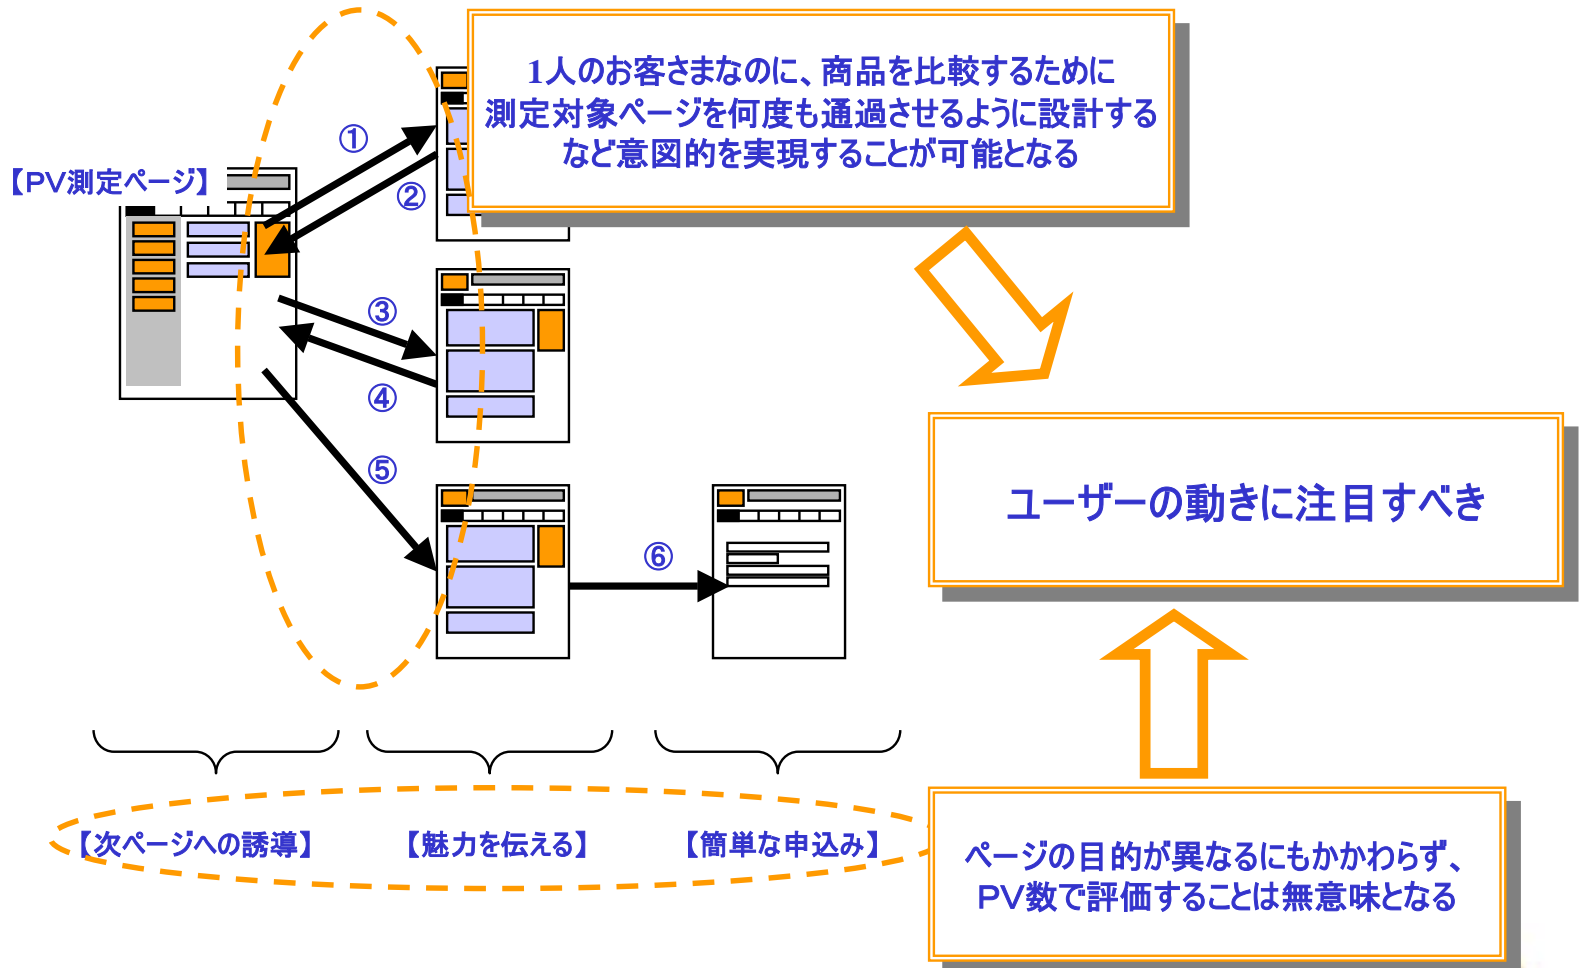 1人のお客さまなのに、商品を比較するために
測定対象ページを何度も通過させるように設計する
など意図的を実現することが可能となる
【PV測定ページ】
①
②
③
④
⑤
⑥
ユーザーの動きに注目すべき
【次ページへの誘導】
【魅力を伝える】
【簡単な申込み】
ページの目的が異なるにもかかわらず、
PV数で評価することは無意味となる